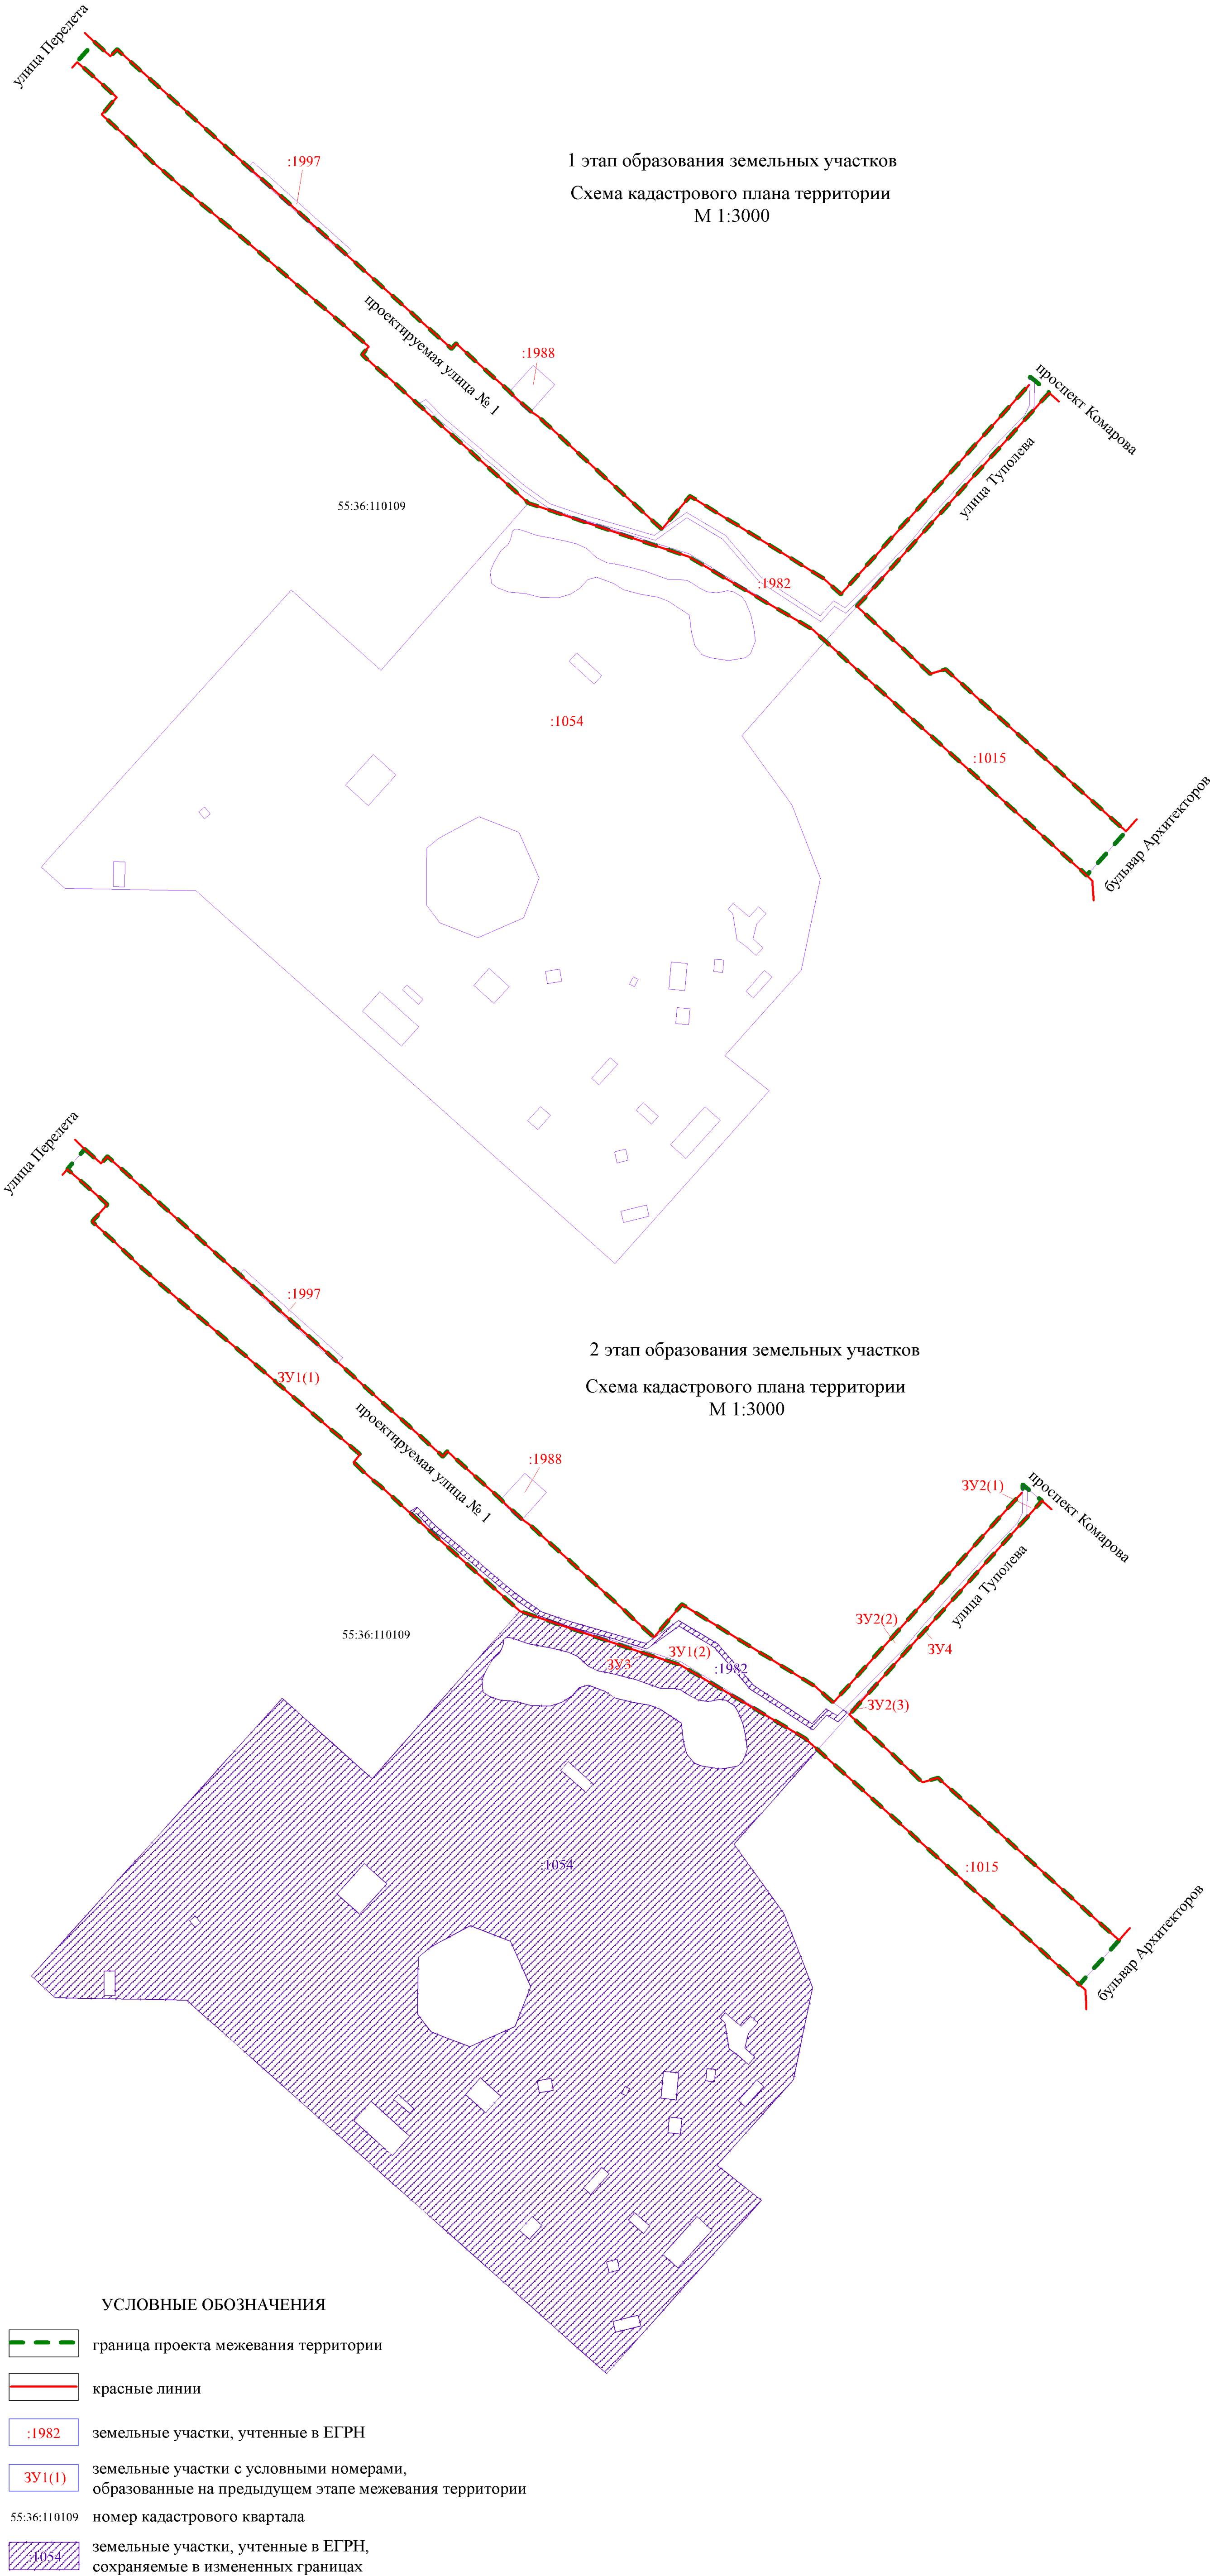 улица Перелета
1 этап образования земельных участков
:1997
Схема кадастрового плана территории
М 1:3000
проектируемая улица № 1
:1988
проспект Комарова
улица Туполева
55:36:110109
:1982
:1054
:1015
бульвар Архитекторов
улица Перелета
:1997
2 этап образования земельных участков
ЗУ1(1)
Схема кадастрового плана территории
М 1:3000
проектируемая улица № 1
:1988
ЗУ2(1)
проспект Комарова
улица Туполева
ЗУ2(2)
55:36:110109
ЗУ4
ЗУ1(2)
ЗУ3
:1982
ЗУ2(3)
:1054
:1015
бульвар Архитекторов
УСЛОВНЫЕ ОБОЗНАЧЕНИЯ
граница проекта межевания территории
красные линии
:1982 земельные участки, учтенные в ЕГРН
ЗУ1(1) земельные участки с условными номерами,
образованные на предыдущем этапе межевания территории
55:36:110109 номер кадастрового квартала
:1054 земельные участки, учтенные в ЕГРН,
сохраняемые в измененных границах